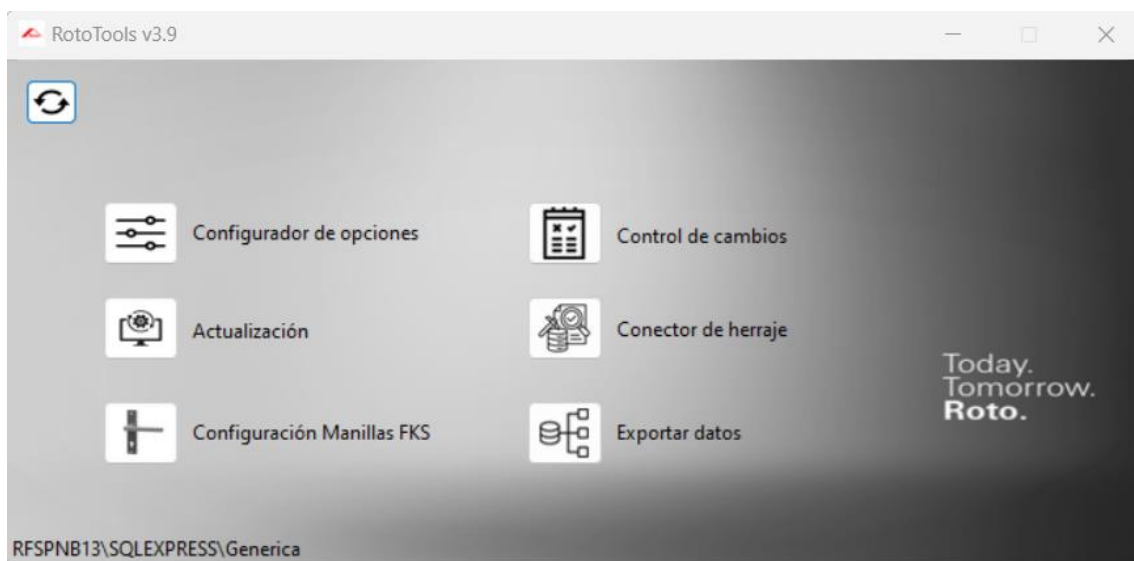 RotoTools v3.9
Configurador de opciones
Control de cambios
Actualización
Conector de herraje
Configuración Manillas FKS
Exportar datos
Today.
Tomorrow.
Roto.
RFSPNB13\SQLEXPRESS\Generica